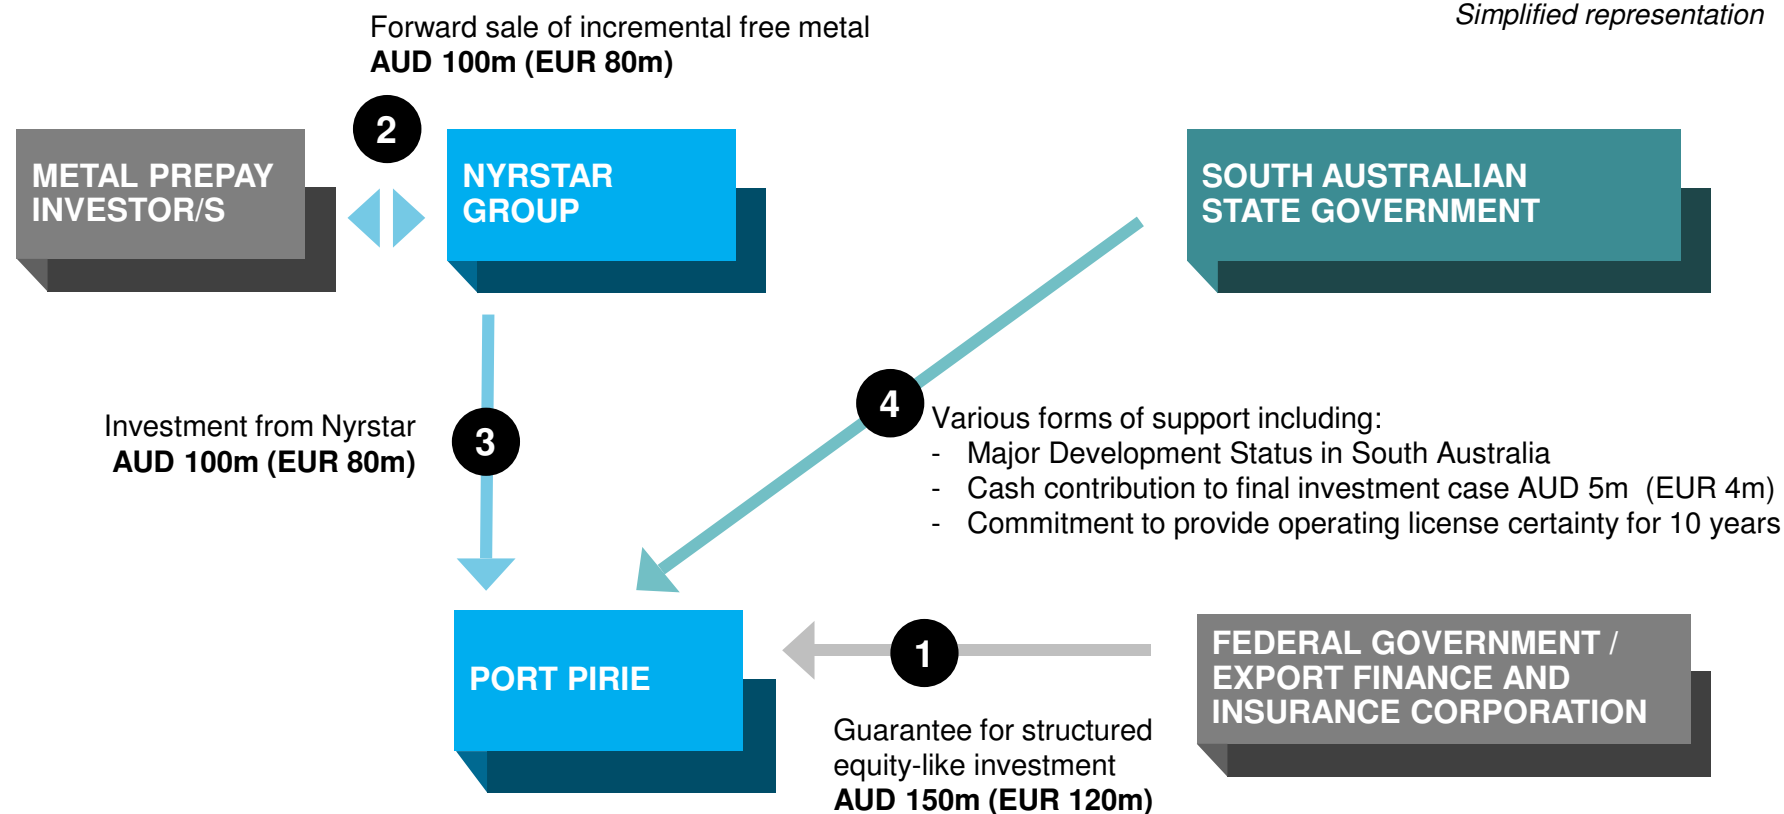 Simplified representation
Forward sale of incremental free metal
AUD 100m (EUR 80m)
2
METAL PREPAY
INVESTOR/S
NYRSTAR
GROUP
SOUTH AUSTRALIAN
STATE GOVERNMENT
Investment from Nyrstar
AUD 100m (EUR 80m)
3
4
Various forms of support including:
- Major Development Status in South Australia
- Cash contribution to final investment case AUD 5m (EUR 4m)
- Commitment to provide operating license certainty for 10 years
PORT PIRIE
1
FEDERAL GOVERNMENT /
EXPORT FINANCE AND
INSURANCE CORPORATION
Guarantee for structured
equity-like investment
AUD 150m (EUR 120m)